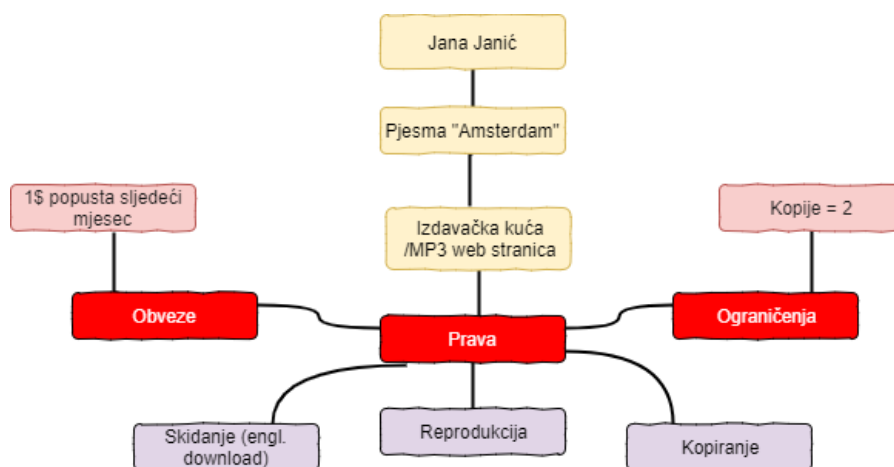 Jana Janić
Pjesma "Amsterdam"
1$ popusta sljedeći
mjesec
Izdavačka kuća
/MP3 web stranica
Kopije = 2
Obveze
Prava
Ograničenja
Skidanje (engl.
download)
Reprodukcija
Kopiranje